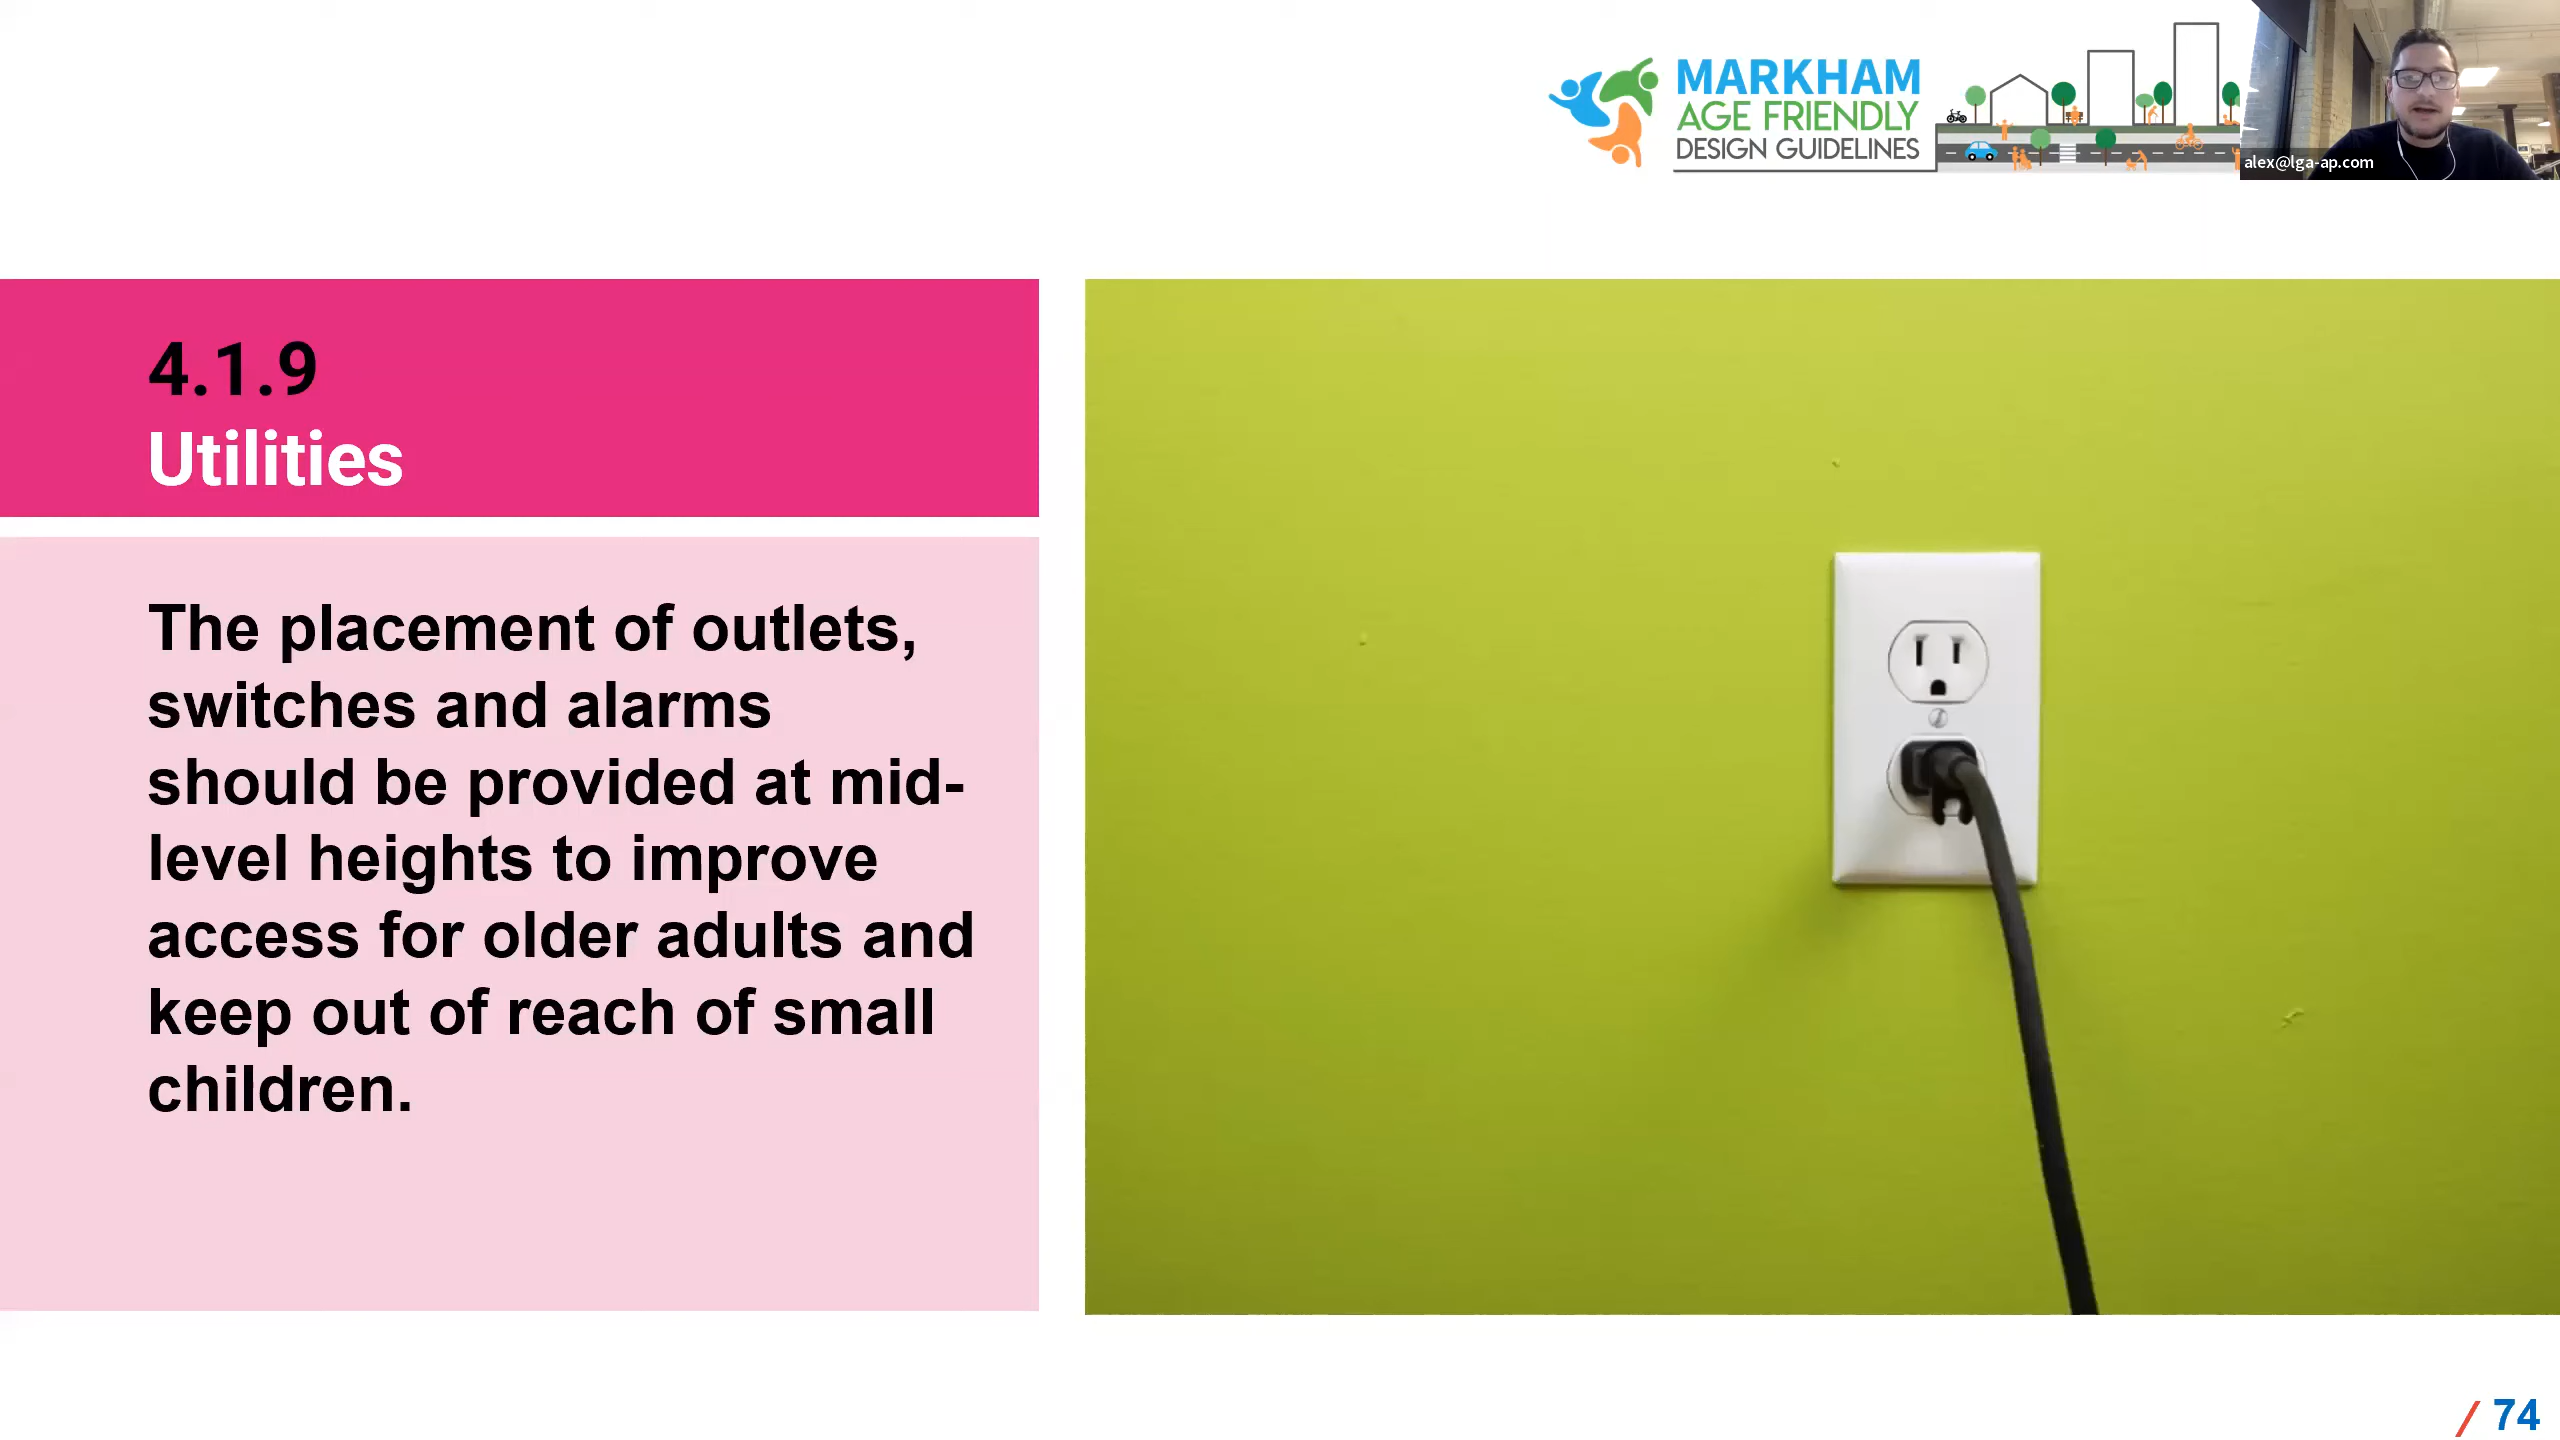 MARKHAM
AGE FRIENDLY
DESIGN GUIDELINES
alex@lga-ap.com
4.1.9
Utilities
The placement of outlets,
switches and alarms
should be provided at mid-
level heights to improve
access for older adults and
keep out of reach of small
children.
/ 74